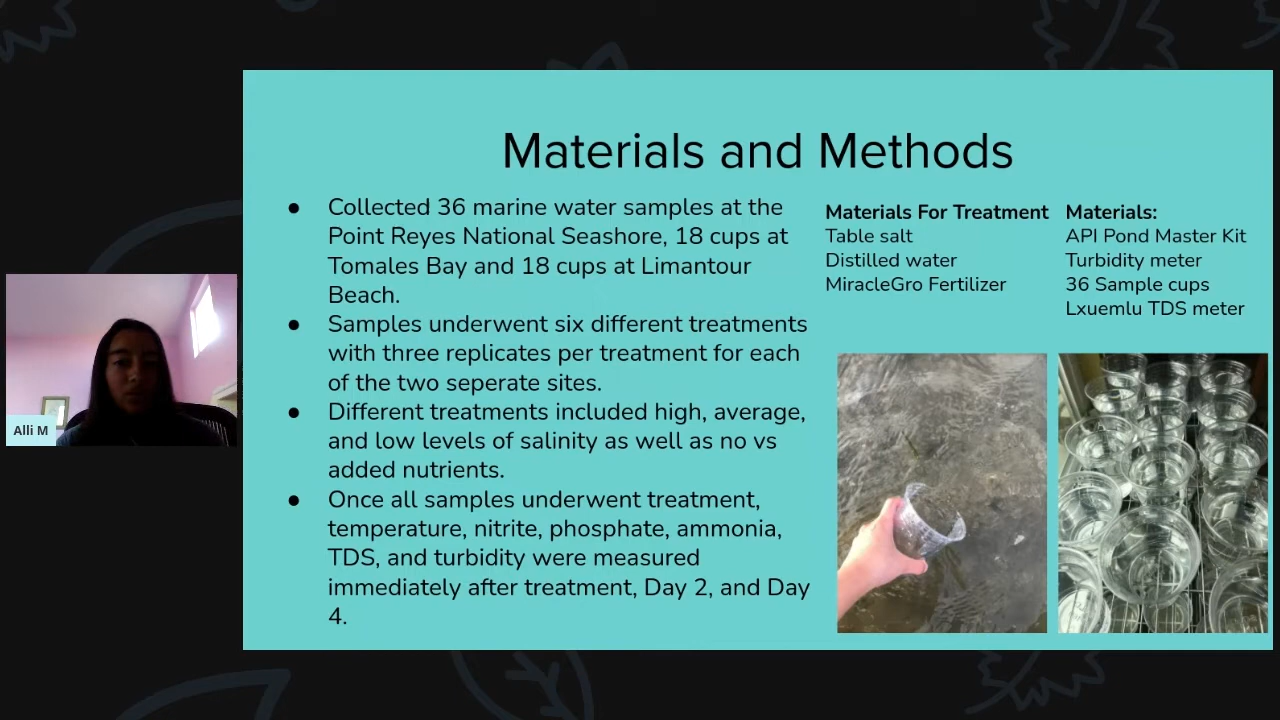 Materials and Methods
● Collected 36 marine water samples at the
Point Reyes National Seashore, 18 cups at
Tomales Bay and 18 cups at Limantour
Beach.
● Samples underwent six different treatments
with three replicates per treatment for each
of the two seperate sites.
● Different treatments included high, average,
and low levels of salinity as well as no vs
added nutrients.
● Once all samples underwent treatment,
temperature, nitrite, phosphate, ammonia,
TDS, and turbidity were measured
immediately after treatment, Day 2, and Day
4.
Materials For Treatment
Table salt
Distilled water
MiracleGro Fertilizer
Materials:
API Pond Master Kit
Turbidity meter
36 Sample cups
Lxuemlu TDS meter
Alli M